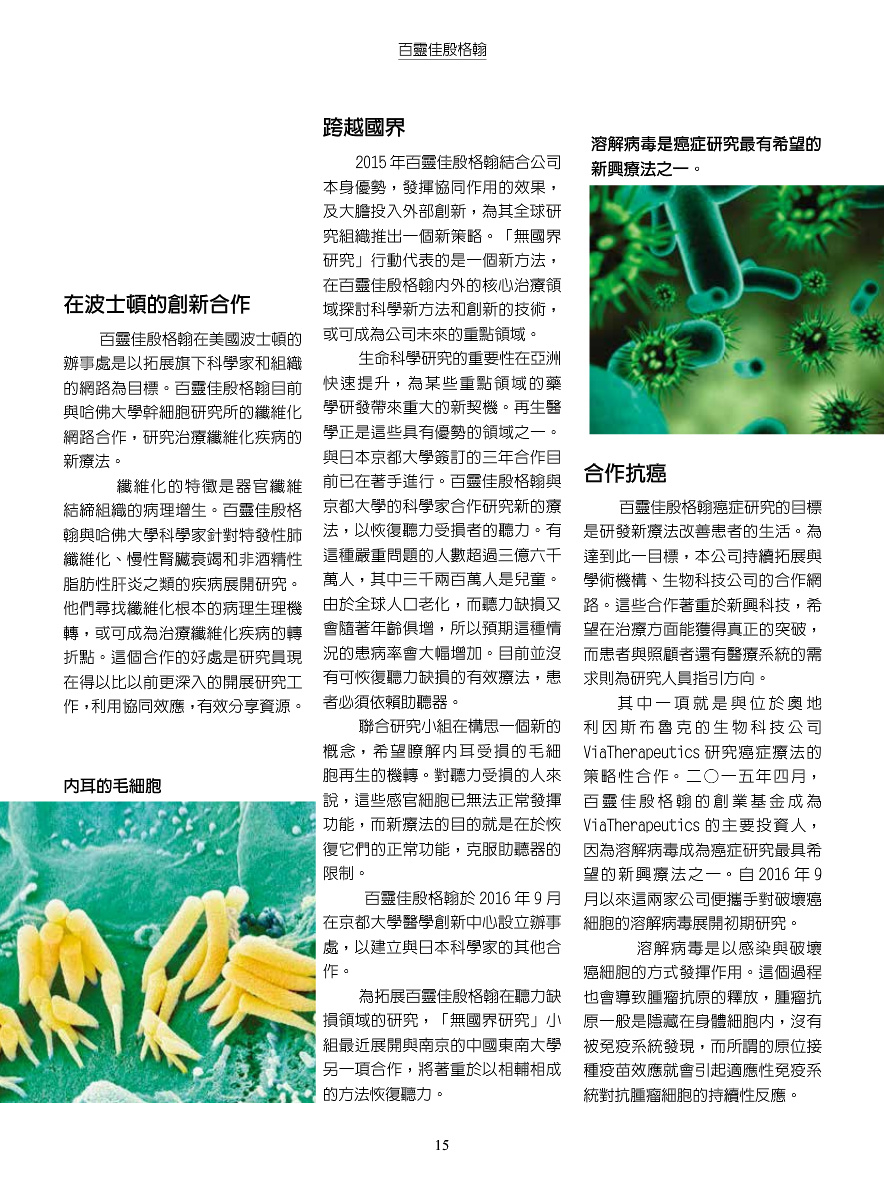 百靈佳殷格翰
在波士頓的創新合作
百靈佳殷格翰在美國波士頓的
辦事處是以拓展旗下科學家和組織
的網路為目標。百靈佳殷格翰目前
與哈佛大學幹細胞研究所的纖維化
網路合作，研究治療纖維化疾病的
新療法。
纖維化的特徵是器官纖維
結締組織的病理增生。百靈佳殷格
翰與哈佛大學科學家針對特發性肺
纖維化、慢性腎臟衰竭和非酒精性
脂肪性肝炎之類的疾病展開研究。
他們尋找纖維化根本的病理生理機
轉，或可成為治療纖維化疾病的轉
折點。這個合作的好處是研究員現
在得以比以前更深入的開展研究工
作，利用協同效應，有效分享資源。
內耳的毛細胞
跨越國界
2015 年百靈佳殷格翰結合公司
本身優勢，發揮協同作用的效果，
及大膽投入外部創新，為其全球研
究組織推出一個新策略。「無國界
研究」行動代表的是一個新方法，
在百靈佳殷格翰內外的核心治療領
域探討科學新方法和創新的技術，
或可成為公司未來的重點領域。
生命科學研究的重要性在亞洲
快速提升，為某些重點領域的藥
學研發帶來重大的新契機。再生醫
學正是這些具有優勢的領域之一。
與日本京都大學簽訂的三年合作目
前已在著手進行。百靈佳殷格翰與
京都大學的科學家合作研究新的療
法，以恢復聽力受損者的聽力。有
這種嚴重問題的人數超過三億六千
萬人，其中三千兩百萬人是兒童。
由於全球人口老化，而聽力缺損又
會隨著年齡俱增，所以預期這種情
況的患病率會大幅增加。目前並沒
有可恢復聽力缺損的有效療法，患
者必須依賴助聽器。
聯合研究小組在構思一個新的
概念，希望瞭解內耳受損的毛細
胞再生的機轉。對聽力受損的人來
說，這些感官細胞已無法正常發揮
功能，而新療法的目的就是在於恢
復它們的正常功能，克服助聽器的
限制。
百靈佳殷格翰於 2016 年 9 月
在京都大學醫學創新中心設立辦事
處，以建立與日本科學家的其他合
作。
為拓展百靈佳殷格翰在聽力缺
損領域的研究，「無國界研究」小
組最近展開與南京的中國東南大學
另一項合作，將著重於以相輔相成
的方法恢復聽力。
溶解病毒是癌症研究最有希望的
新興療法之一。
合作抗癌
百靈佳殷格翰癌症研究的目標
是研發新療法改善患者的生活。為
達到此一目標，本公司持續拓展與
學術機構、生物科技公司的合作網
路。這些合作著重於新興科技，希
望在治療方面能獲得真正的突破，
而患者與照顧者還有醫療系統的需
求則為研究人員指引方向。
其中一項就是與位於奧地
利因斯布魯克的生物科技公司
ViaTherapeutics 研究癌症療法的
策略性合作。二〇一五年四月，
百靈佳殷格翰的創業基金成為
ViaTherapeutics 的主要投資人，
因為溶解病毒成為癌症研究最具希
望的新興療法之一。自 2016 年 9
月以來這兩家公司便攜手對破壞癌
細胞的溶解病毒展開初期研究。
溶解病毒是以感染與破壞
癌細胞的方式發揮作用。這個過程
也會導致腫瘤抗原的釋放，腫瘤抗
原一般是隱藏在身體細胞內，沒有
被免疫系統發現，而所謂的原位接
種疫苗效應就會引起適應性免疫系
統對抗腫瘤細胞的持續性反應。
15